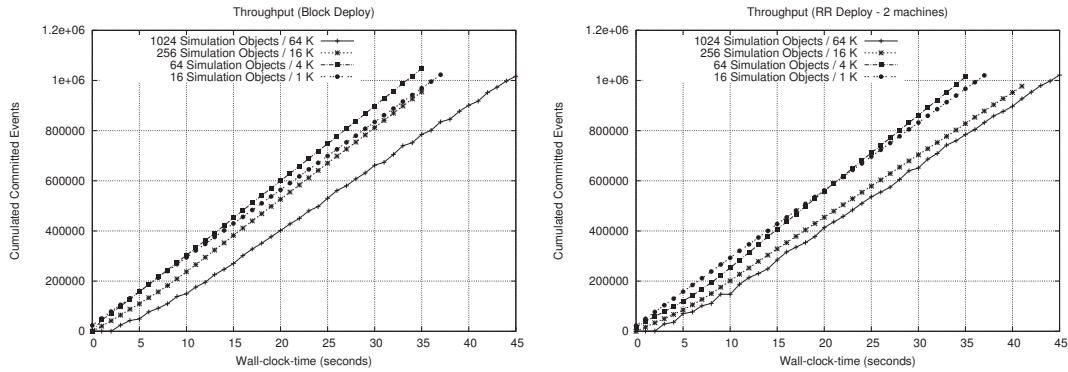 Throughput (Block Deploy)
1.2e+06
1e+06
800000
600000
400000
200000
0
Cumulated Committed Events
1024 Simulation Objects / 64 K
256 Simulation Objects / 16 K
64 Simulation Objects / 4 K
16 Simulation Objects / 1 K
0 5 10 15 20 25 30 35 40 45
Wall-clock-time (seconds)
Throughput (RR Deploy - 2 machines)
1.2e+06
1e+06
800000
600000
400000
200000
0
Cumulated Committed Events
1024 Simulation Objects / 64 K
256 Simulation Objects / 16 K
64 Simulation Objects / 4 K
16 Simulation Objects / 1 K
0 5 10 15 20 25 30 35 40 45
Wall-clock-time (seconds)